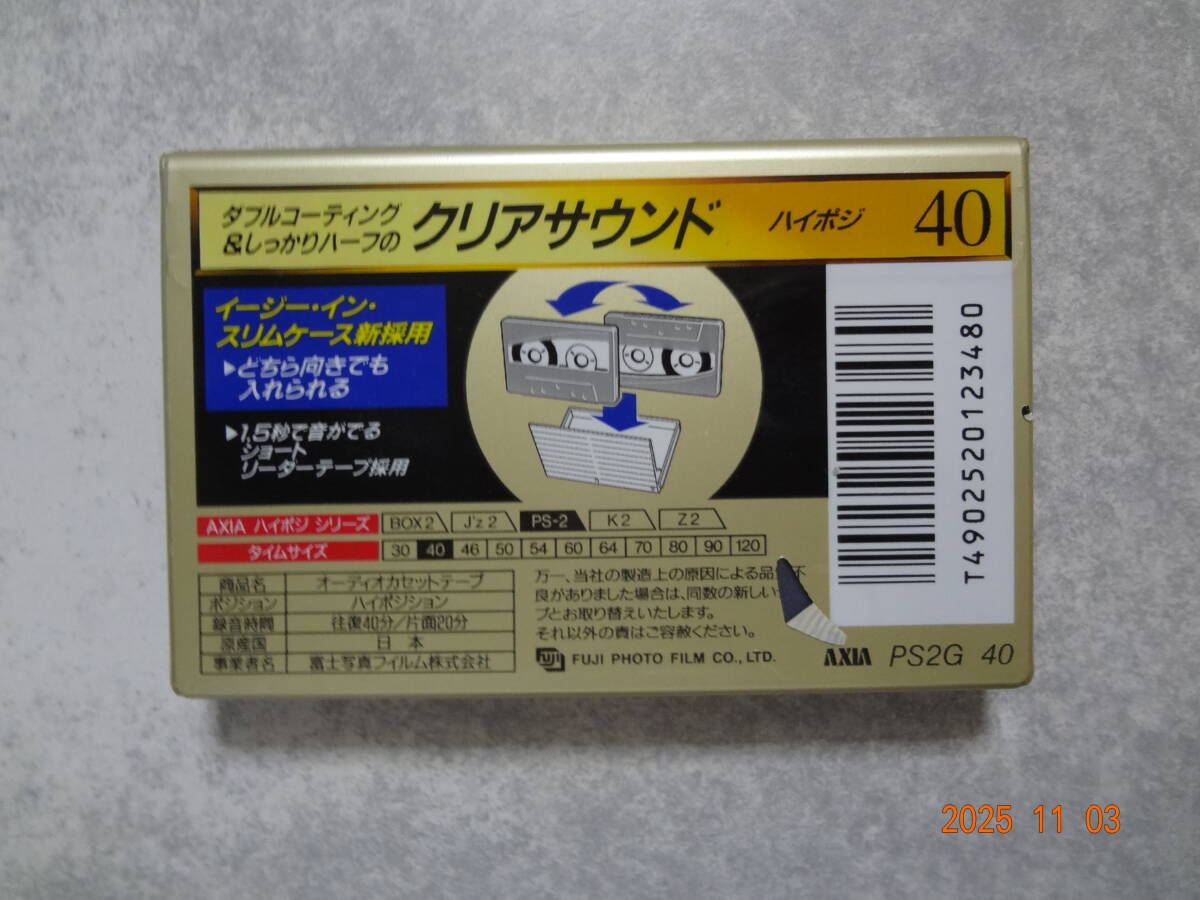 ダブルコーティング
&しっかりハーフの
クリアサウンド
ハイポジ
40
イージー・イン・
スリムケース新採用
▶どちら向きでも
入れられる
▶1.5秒で音がでる
ショート
リーダーテープ採用
T4902520123480
AXIA ハイポジ シリーズ BOX2 J'z 2 PS-2 K2 Z2
タイムサイズ 30 40 46 50 54 60 64 70 80 90 120
商品名 オーディオカセットテープ
ポジション ハイポジション
録音時間 往復40分/片面20分
原産国 日本
事業者名 富士写真フイルム株式会社
万一、当社の製造上の原因による品 不
良がありました場合は、同数の新しい
プとお取り替えいたします。
それ以外の責はご容赦ください。
FUJI FUJI PHOTO FILM CO., LTD.
AXIA PS2G 40
2025 11 03